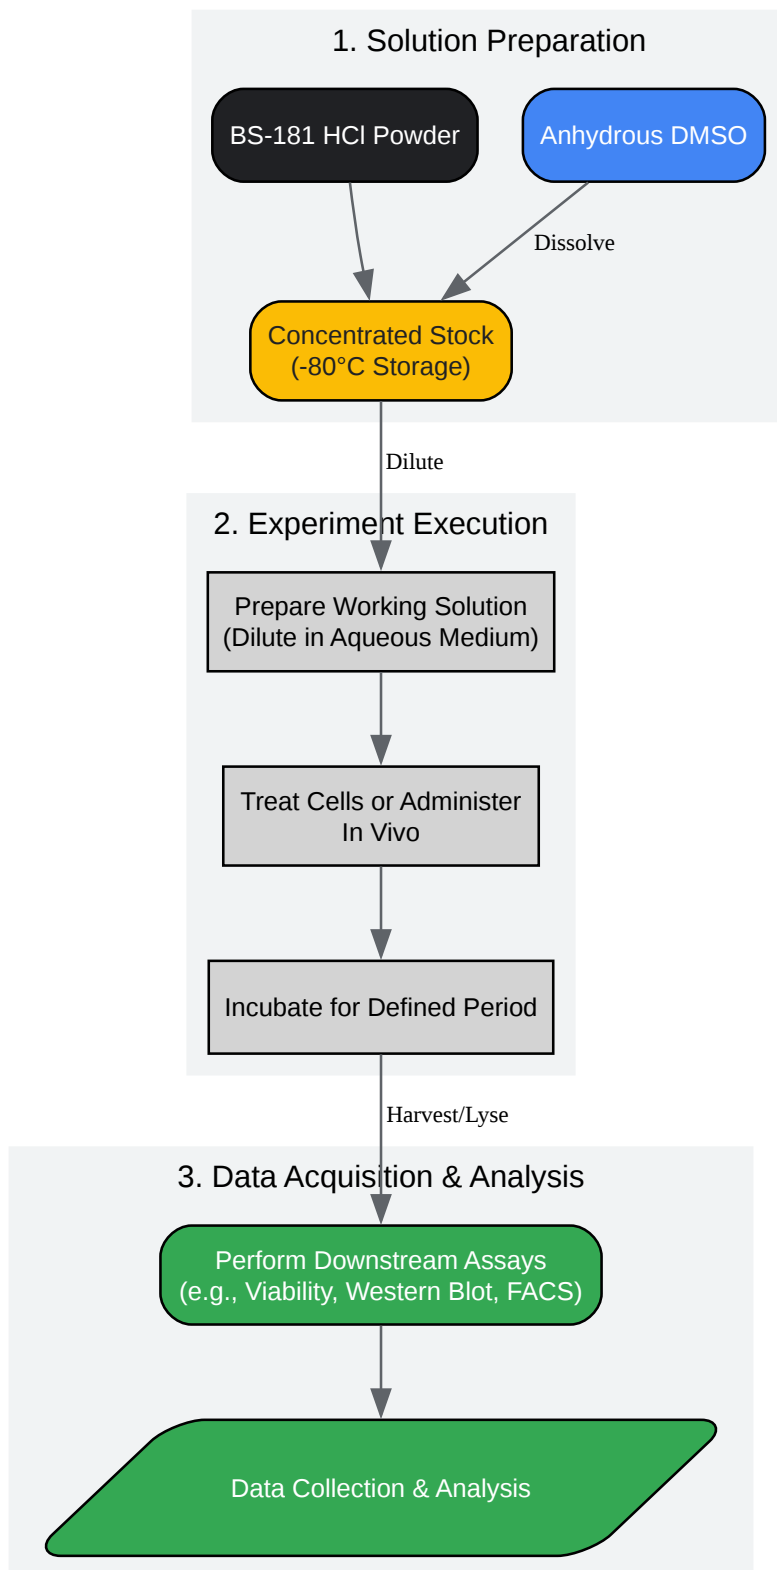 1. Solution Preparation
BS-181 HCl Powder
Anhydrous DMSO
Dissolve
Concentrated Stock
(-80°C Storage)
Dilute
2. Experiment Execution
Prepare Working Solution
(Dilute in Aqueous Medium)
Treat Cells or Administer
In Vivo
Incubate for Defined Period
Harvest/Lyse
3. Data Acquisition & Analysis
Perform Downstream Assays
(e.g., Viability, Western Blot, FACS)
Data Collection & Analysis